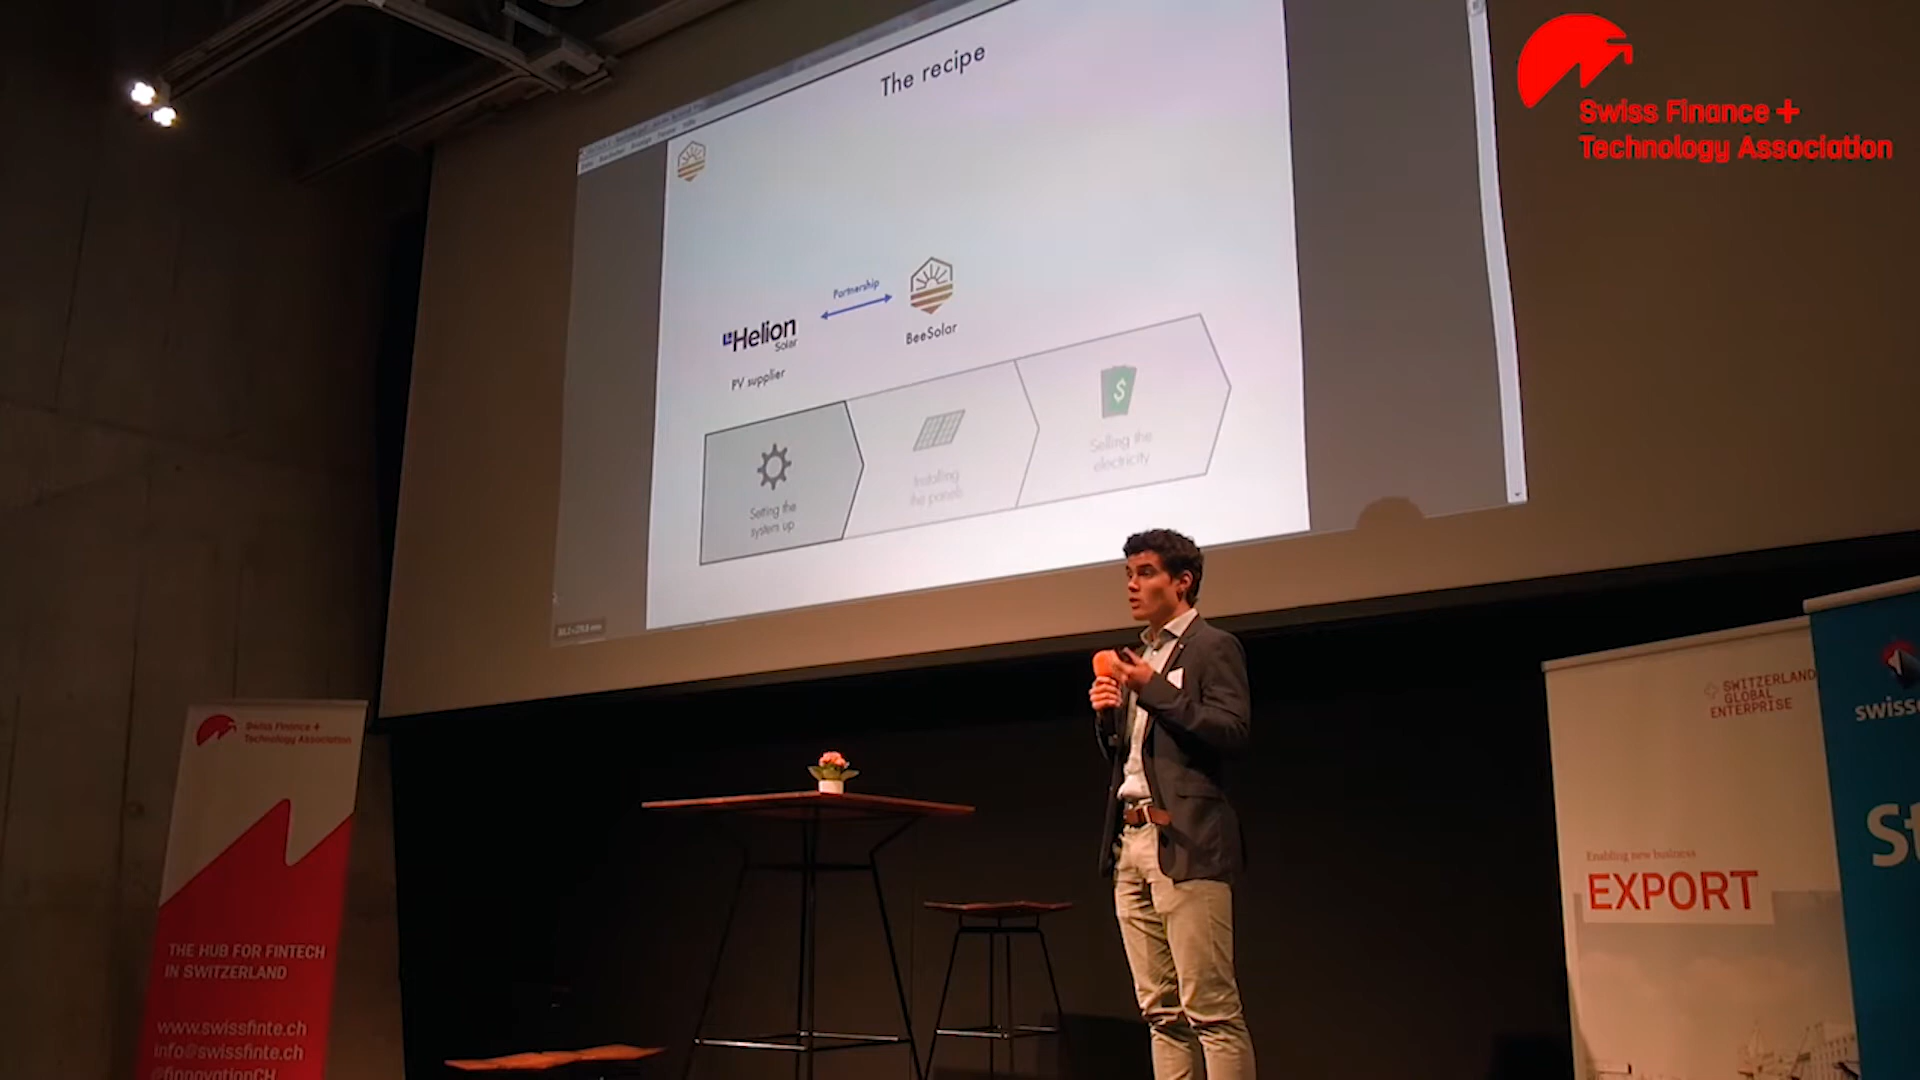 The recipe
Swiss Finance +
Technology Association
Partnership
Helion
Solar
BeeSolar
PV supplier
Setting the
system up
Installing
the panels
Selling the
electricity
$
Swiss Finance +
Technology Association
THE HUB FOR FINTECH
IN SWITZERLAND
www.swissfinte.ch
info@swissfinte.ch
@finnovationCH
SWITZERLAND
GLOBAL
ENTERPRISE
Enabling new business
EXPORT
swiss
St